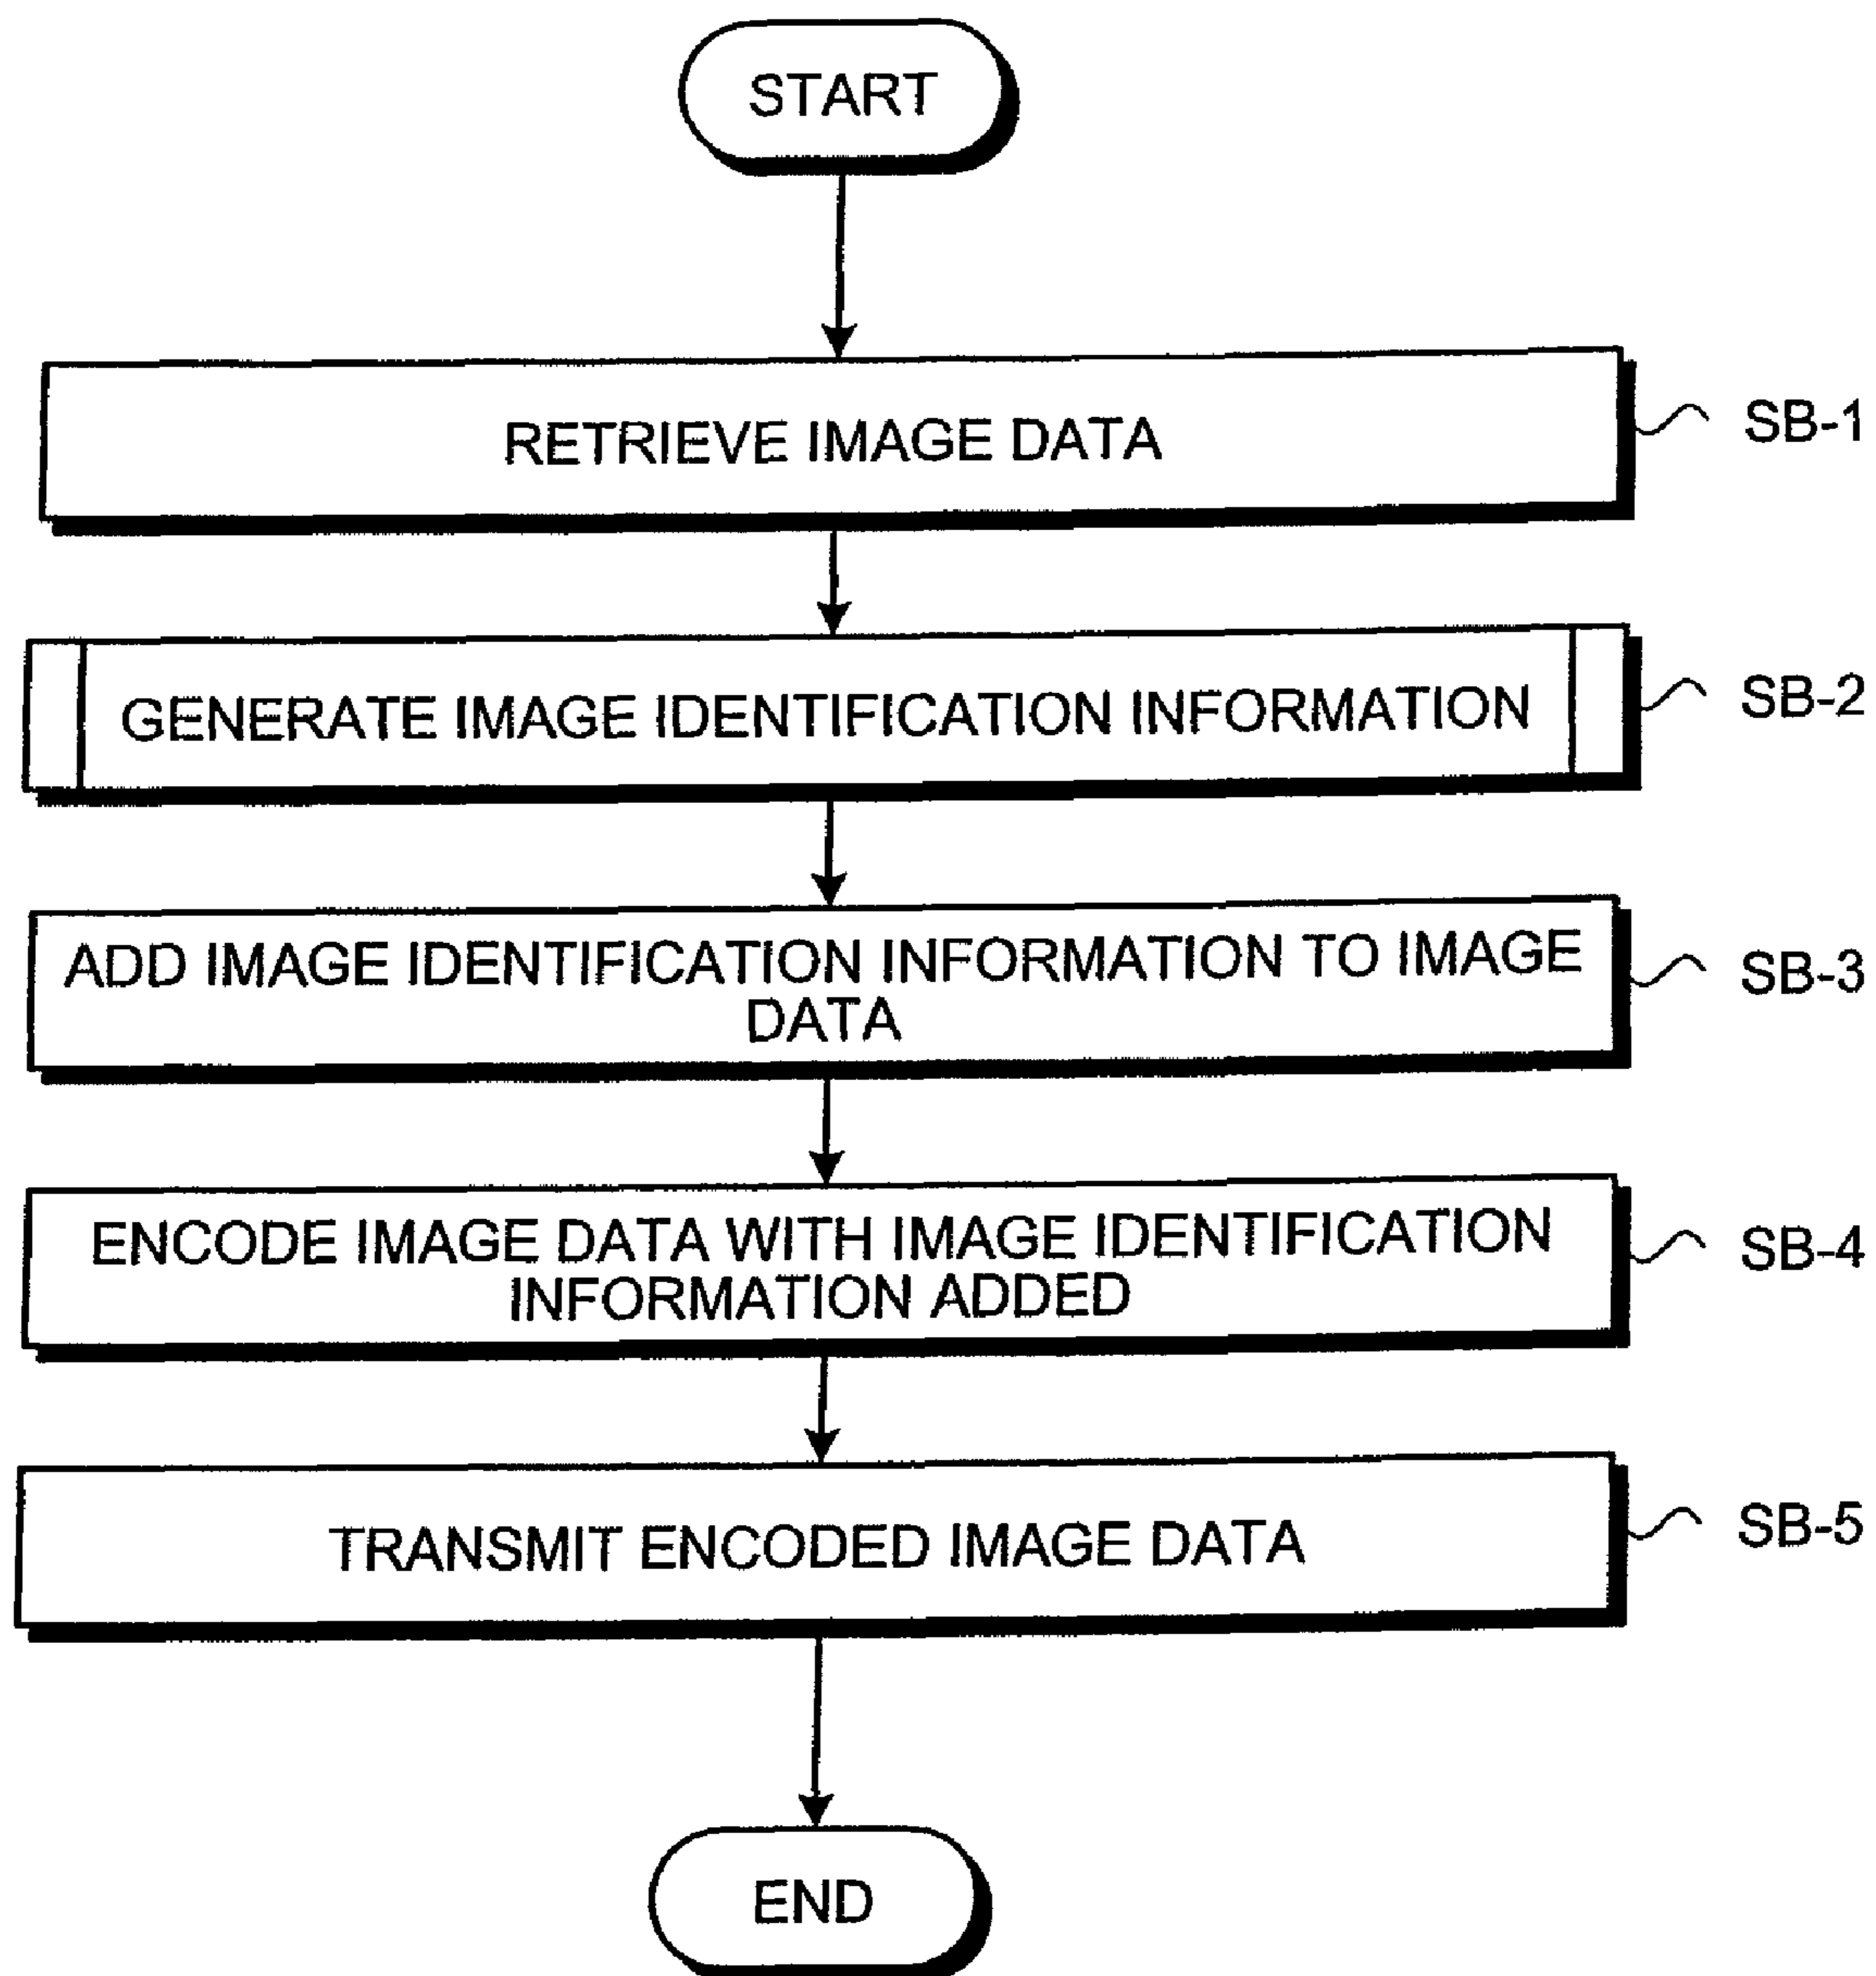 START
RETRIEVE IMAGE DATA
SB-1
GENERATE IMAGE IDENTIFICATION INFORMATION
SB-2
ADD IMAGE IDENTIFICATION INFORMATION TO IMAGE
DATA
SB-3
ENCODE IMAGE DATA WITH IMAGE IDENTIFICATION
INFORMATION ADDED
SB-4
TRANSMIT ENCODED IMAGE DATA
SB-5
END